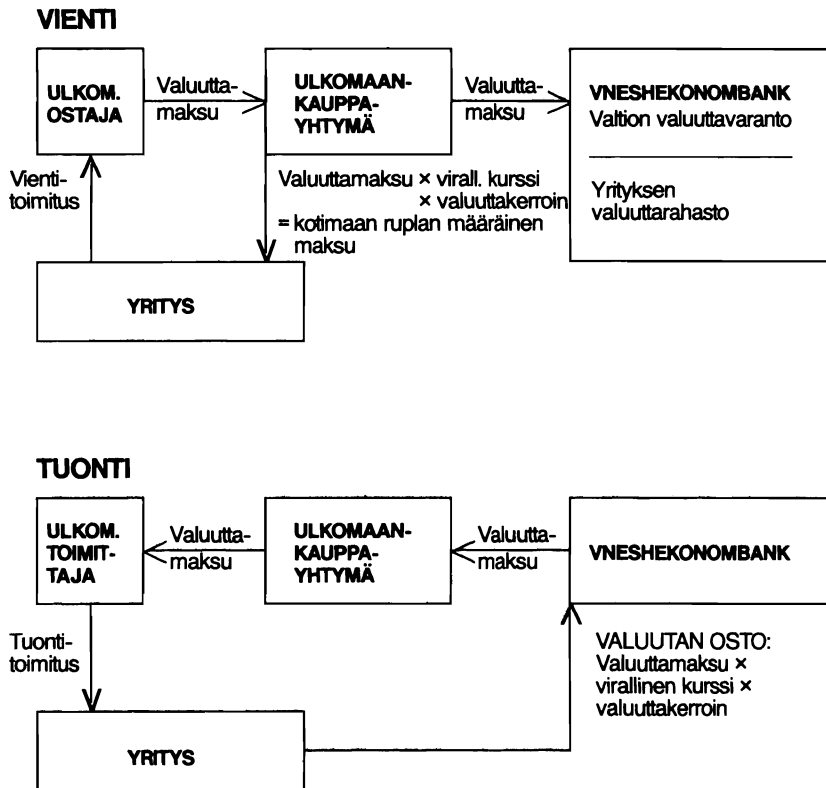 VIENTI
ULKOM.
OSTAJA
Valuutta-
maksu
ULKOMAAN-
KAUPPA-
YHTYMÄ
Valuutta-
maksu
VNESHEKONOMBANK
Valtion valuuttavaranto
Yrityksen
valuuttarahasto
Vienti-
toimitus
Valuuttamaksu × virall. kurssi
× valuuttakerroin
= kotimaan ruplan määräinen
maksu
YRITYS
TUONTI
ULKOM.
TOIMIT-
TAJA
Valuutta-
maksu
ULKOMAAN-
KAUPPA-
YHTYMÄ
Valuutta-
maksu
VNESHEKONOMBANK
Tuonti-
toimitus
VALUUTAN OSTO:
Valuuttamaksu ×
virallinen kurssi ×
valuuttakerroin
YRITYS